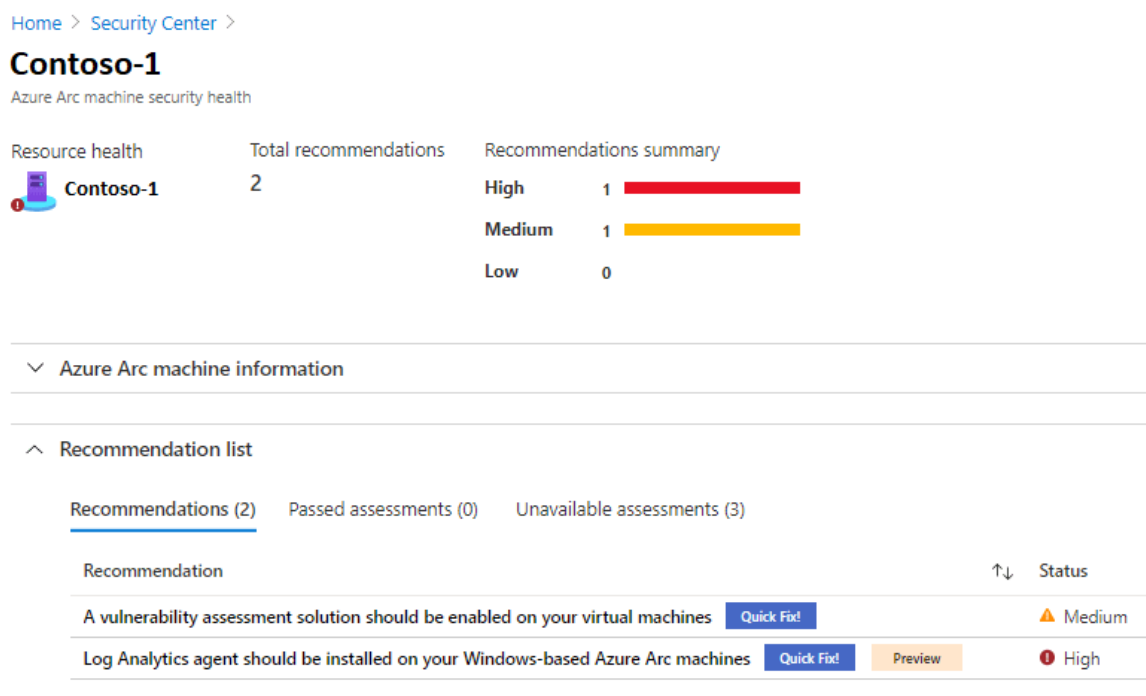 Home > Security Center >
Contoso-1
Azure Arc machine security health
Resource health
Total recommendations
Recommendations summary
Contoso-1
2
High 1
Medium 1
Low 0
Azure Arc machine information
Recommendation list
Recommendations (2) Passed assessments (0) Unavailable assessments (3)
Recommendation ↑↓ Status
A vulnerability assessment solution should be enabled on your virtual machines Quick Fix! Medium
Log Analytics agent should be installed on your Windows-based Azure Arc machines Quick Fix! Preview High